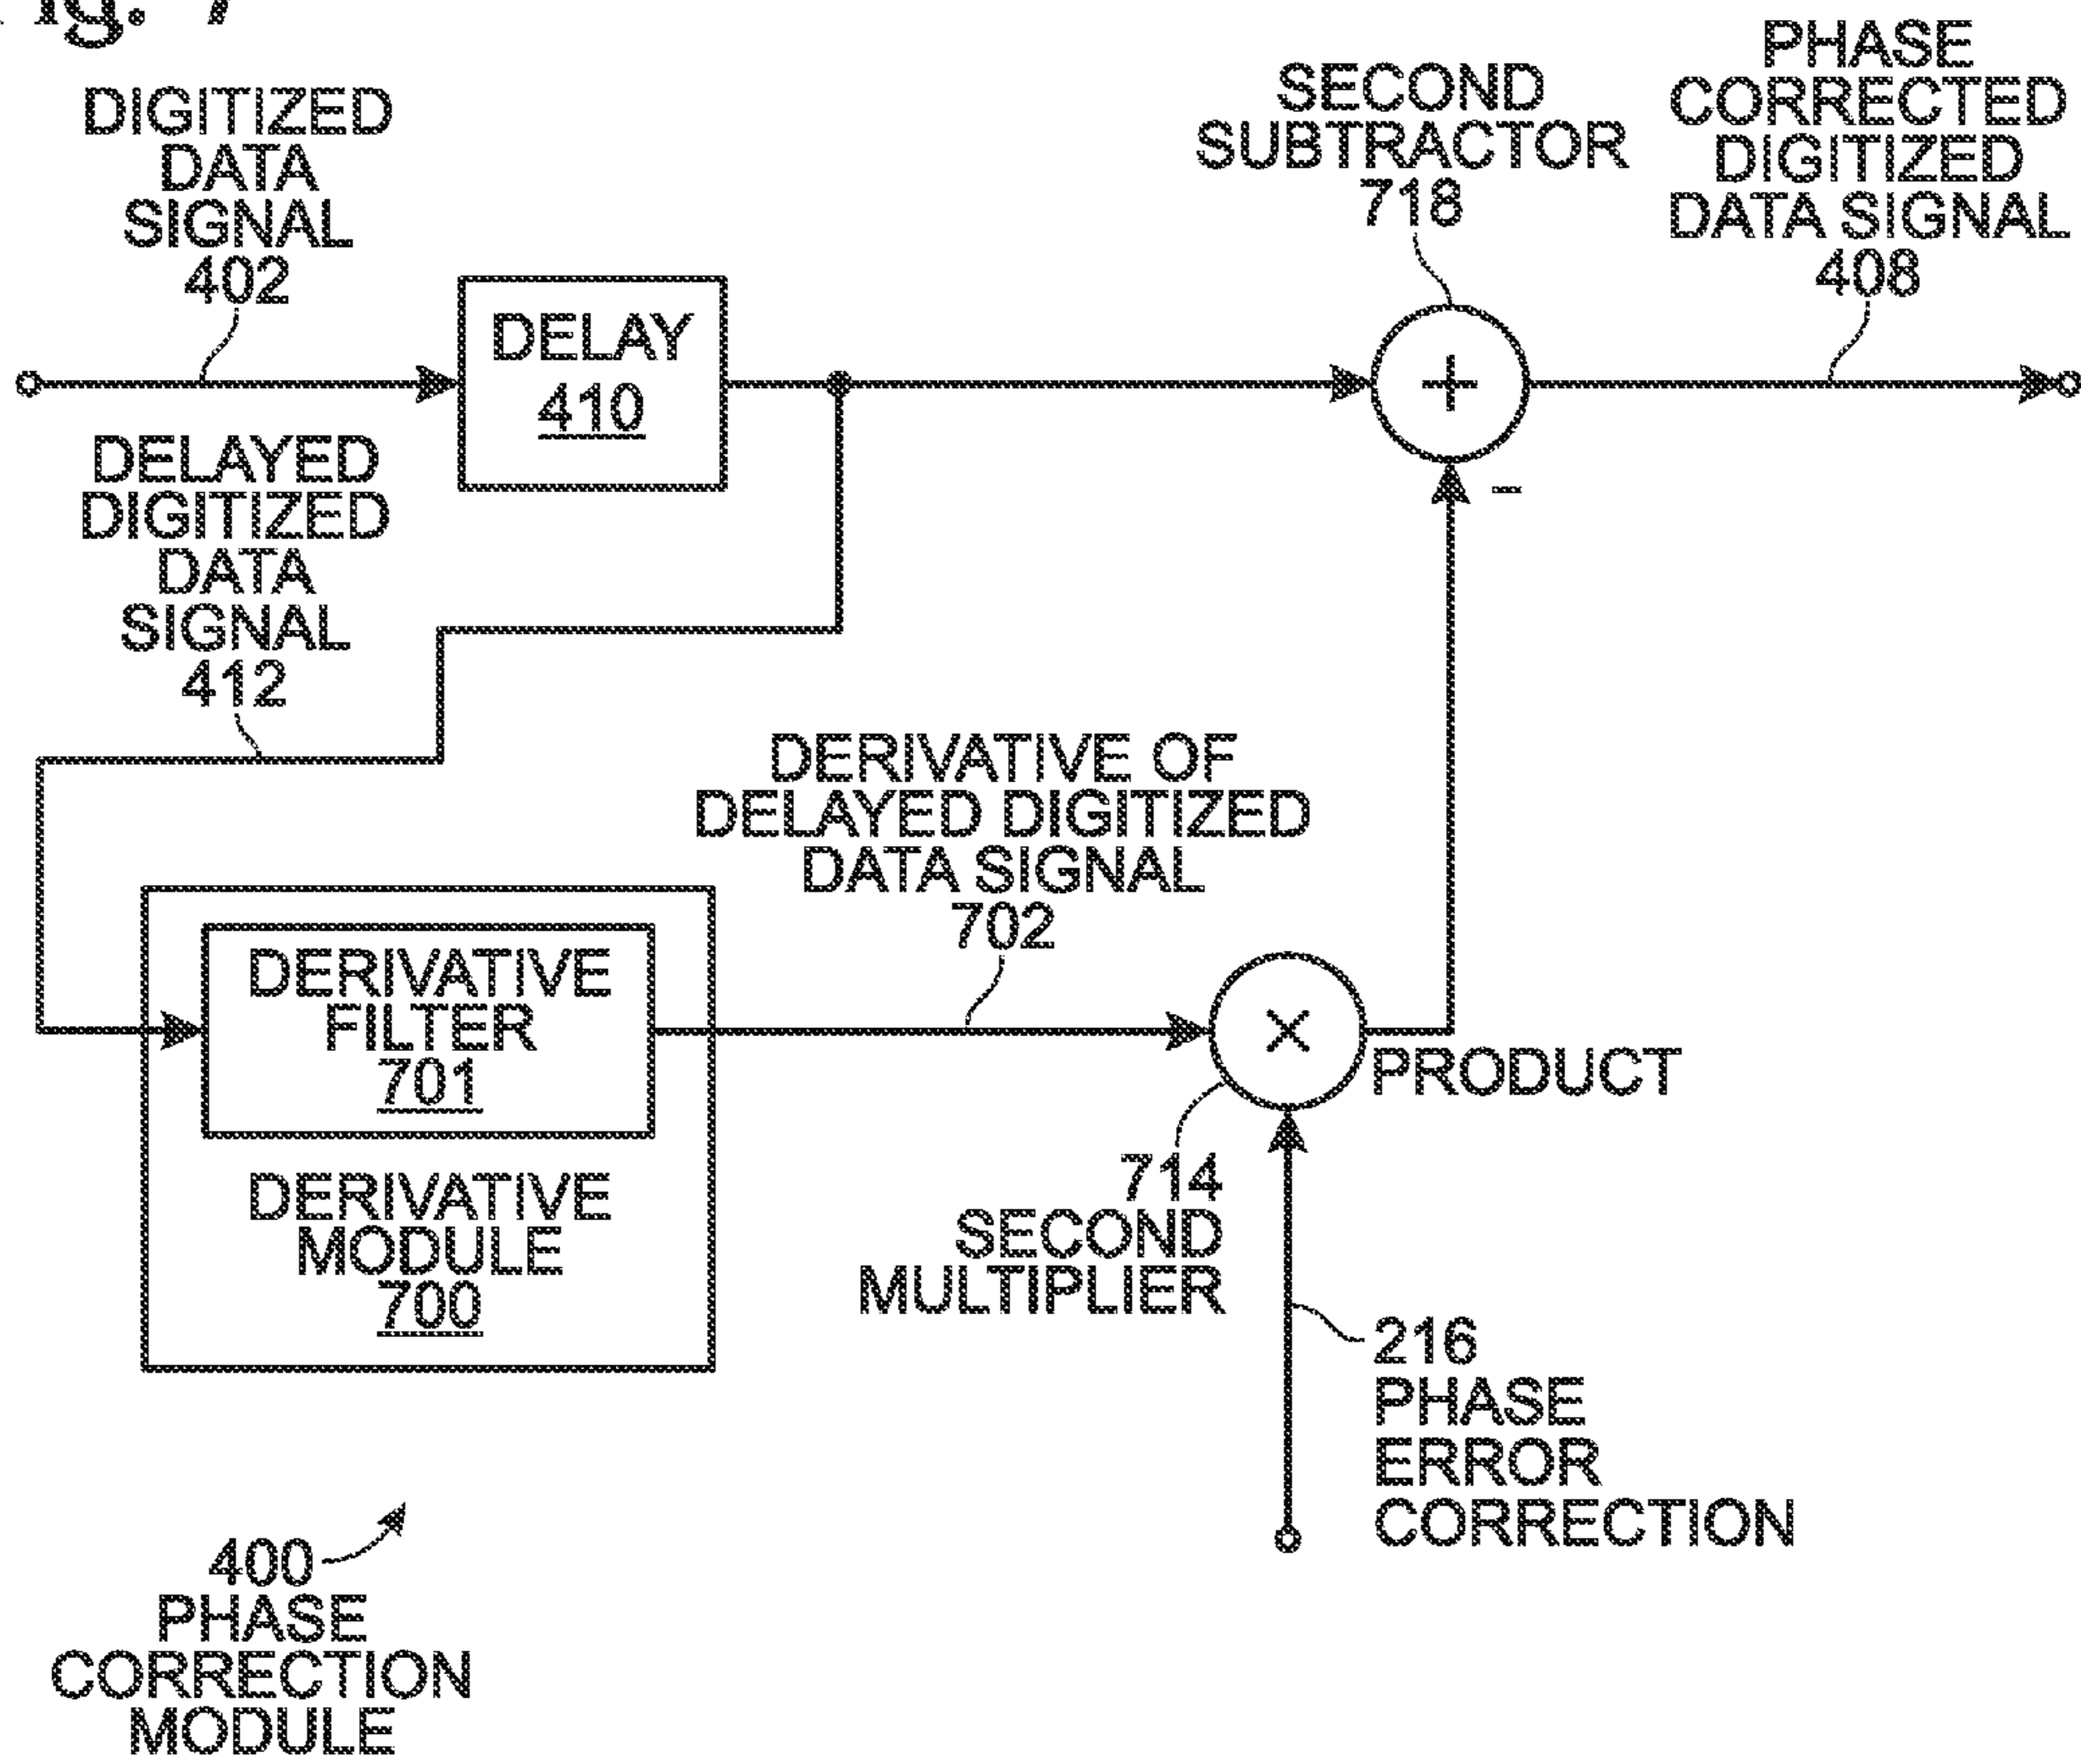 Fig. 7
DIGITIZED
DATA
SIGNAL
402
DELAY
410
SECOND
SUBTRACTOR
718
PHASE
CORRECTED
DIGITIZED
DATA SIGNAL
408
+
-
DELAYED
DIGITIZED
DATA
SIGNAL
412
DERIVATIVE OF
DELAYED DIGITIZED
DATA SIGNAL
702
DERIVATIVE
FILTER
701
DERIVATIVE
MODULE
700
×
PRODUCT
714
SECOND
MULTIPLIER
216
PHASE
ERROR
CORRECTION
400
PHASE
CORRECTION
MODULE